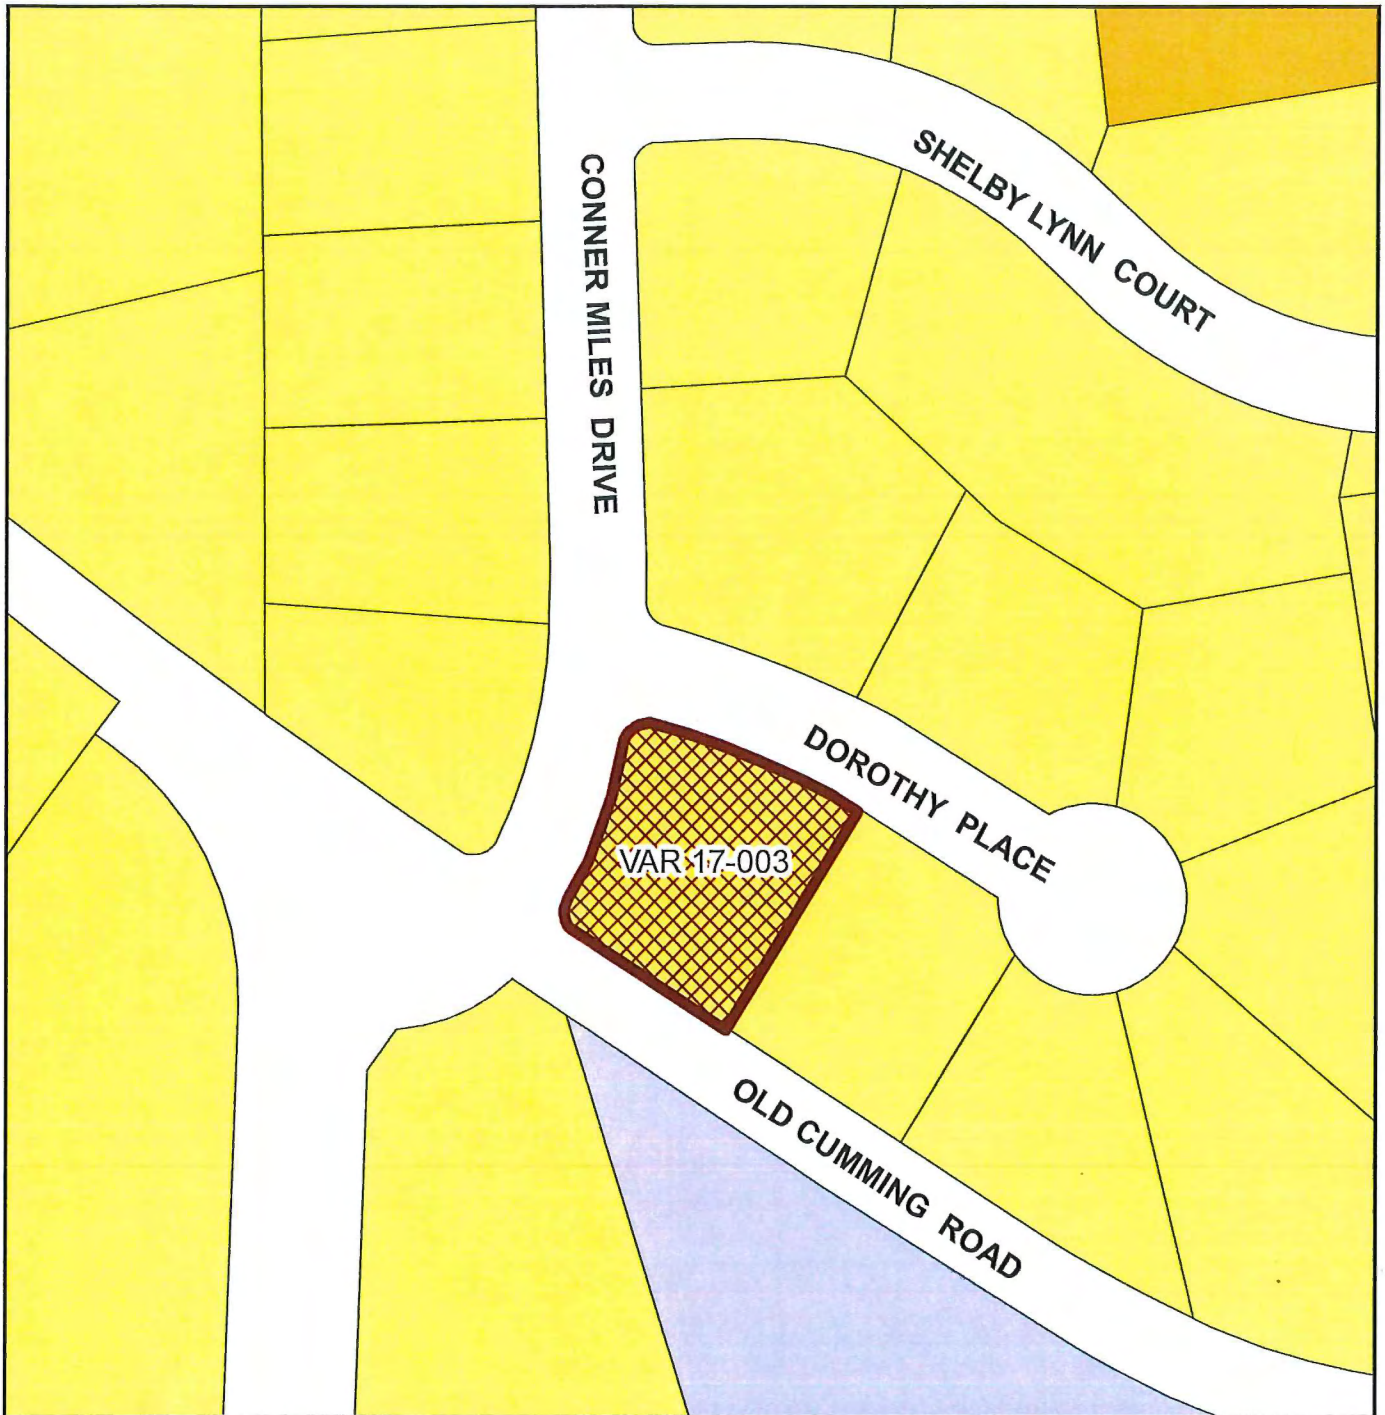 SHELBY LYNN COURT
CONNER MILES DRIVE
DOROTHY PLACE
VAR 17-003
OLD CUMMING ROAD